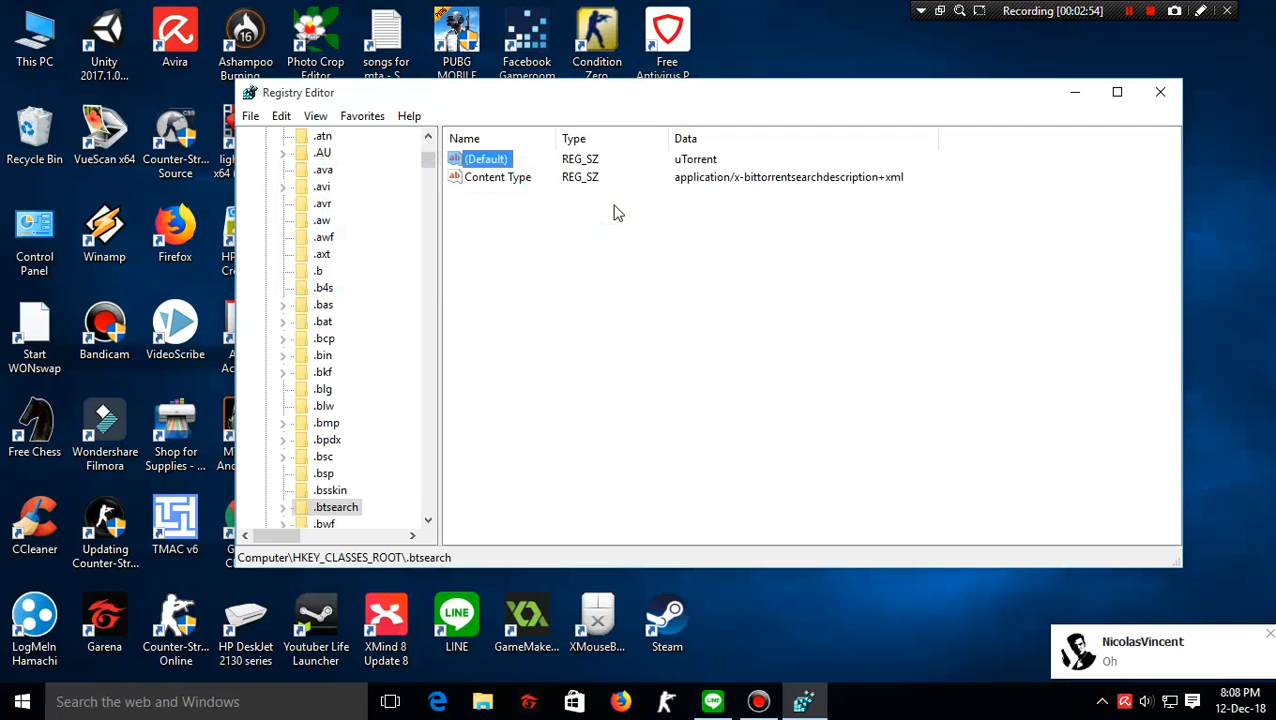 Recording [00:02:54]
This PC
Unity
2017.1.0...
Avira
Ashampoo
Burning
Photo Crop
Editor
songs for
mta - S
PUBG
MOBILE
Facebook
Gameroom
Condition
Zero
Free
Antivirus P
Recycle Bin
VueScan x64
Counter-Str...
Source
Control
Panel
Winamp
Firefox
Start
WONswap
Bandicam
VideoScribe
Free Chess
Wondershare
Filmora
Shop for
Supplies - ...
CCleaner
Updating
Counter-Str...
TMAC v6
Registry Editor
File Edit View Favorites Help
.atn
.AU
.ava
.avi
.avr
.aw
.awf
.axt
.b
.b4s
.bas
.bat
.bcp
.bin
.bkf
.blg
.blw
.bmp
.bpdx
.bsc
.bsp
.bsskin
.btsearch
.bwf
Name Type Data
(Default) REG_SZ uTorrent
Content Type REG_SZ application/x-bittorrentsearchdescription+xml
Computer\HKEY_CLASSES_ROOT\.btsearch
LogMeIn
Hamachi
Garena
Counter-Str...
Online
HP DeskJet
2130 series
Youtuber Life
Launcher
XMind 8
Update 8
LINE
GameMake...
XMouseB...
Steam
NicolasVincent
Oh
Search the web and Windows
8:08 PM
12-Dec-18